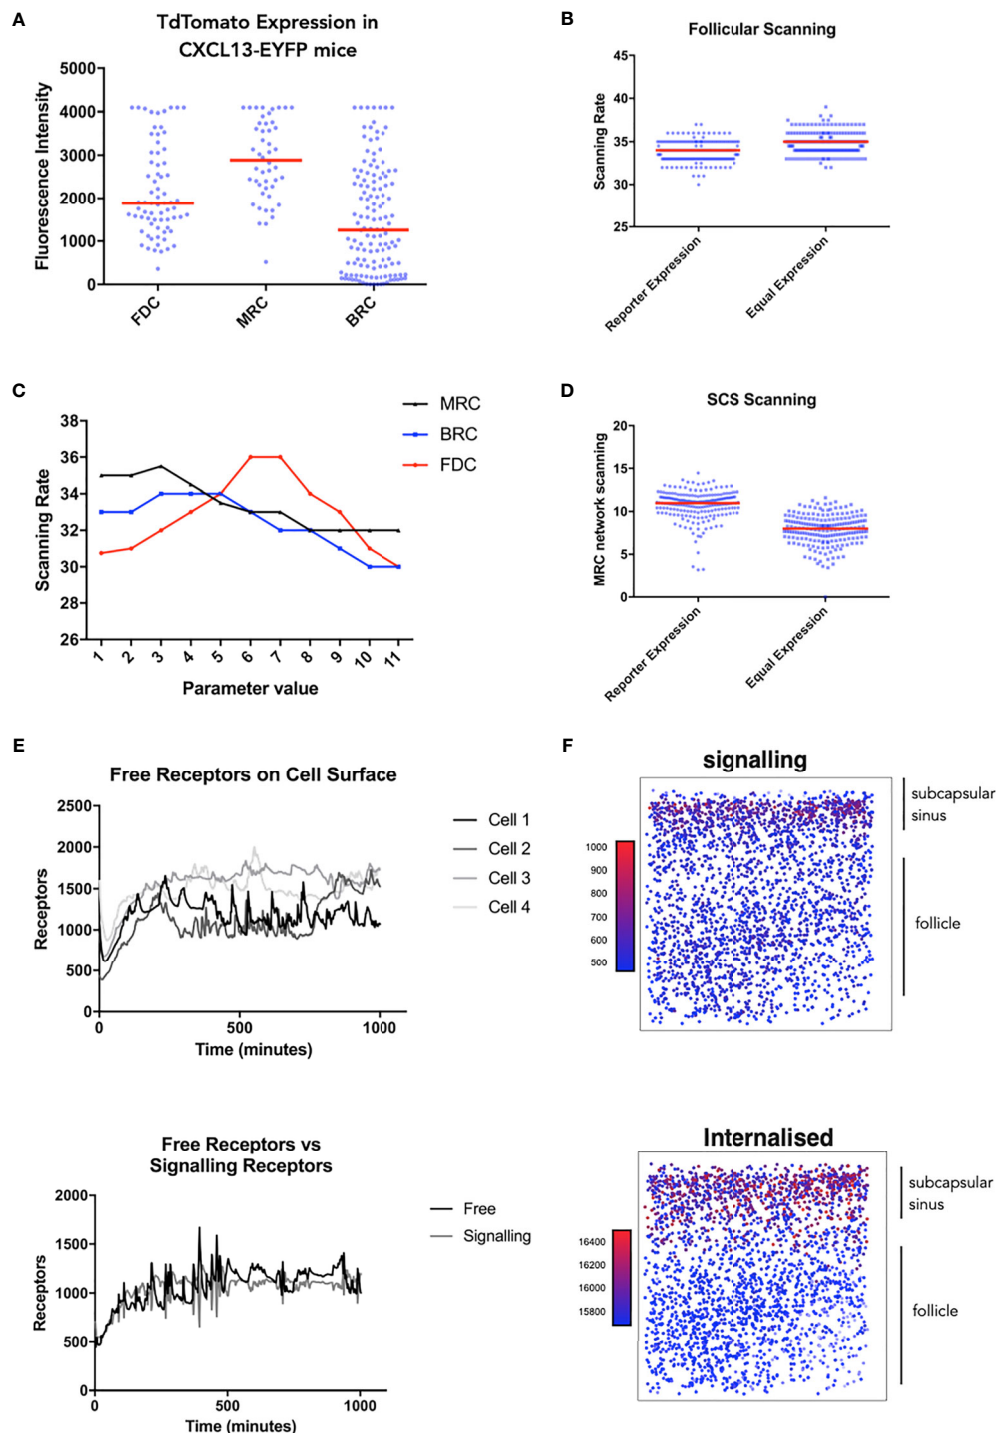 A
TdTomato Expression in
CXCL13-EYFP mice
Fluorescence Intensity
5000
4000
3000
2000
1000
0
FDC
MRC
BRC
B
Follicular Scanning
Scanning Rate
45
40
35
30
25
Reporter Expression
Equal Expression
C
MRC
BRC
FDC
Scanning Rate
38
36
34
32
30
28
26
1
2
3
4
5
6
7
8
9
10
11
Parameter value
D
SCS Scanning
MRC network scanning
20
15
10
5
0
Reporter Expression
Equal Expression
E
Free Receptors on Cell Surface
Receptors
2500
2000
1500
1000
500
0
0
500
1000
Time (minutes)
Cell 1
Cell 2
Cell 3
Cell 4
Free Receptors vs
Signalling Receptors
Receptors
2000
1500
1000
500
0
0
500
1000
Time (minutes)
Free
Signalling
F
signalling
1000
900
800
700
600
500
subcapsular
sinus
follicle
Internalised
16400
16200
16000
15800
subcapsular
sinus
follicle